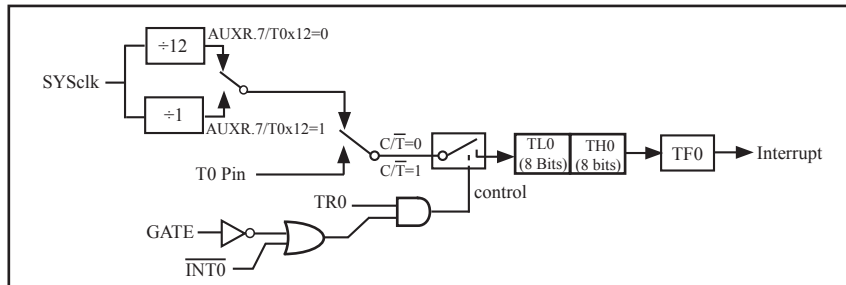 AUXR.7/T0x12=0
÷12
SYSclk
÷1
AUXR.7/T0x12=1
C/T̅=0
TL0
(8 Bits)
TH0
(8 bits)
TF0
Interrupt
C/T̅=1
T0 Pin
control
TR0
GATE
I̅N̅T̅0̅